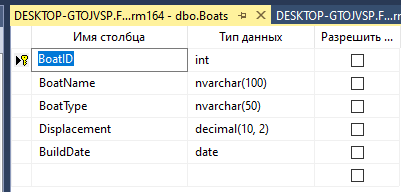 DESKTOP-GTOJVSP.F...rm164 - dbo.Boats
DESKTOP-GTOJVSP.F...r
Имя столбца Тип данных Разрешить ...
BoatID int
BoatName nvarchar(100)
BoatType nvarchar(50)
Displacement decimal(10, 2)
BuildDate date